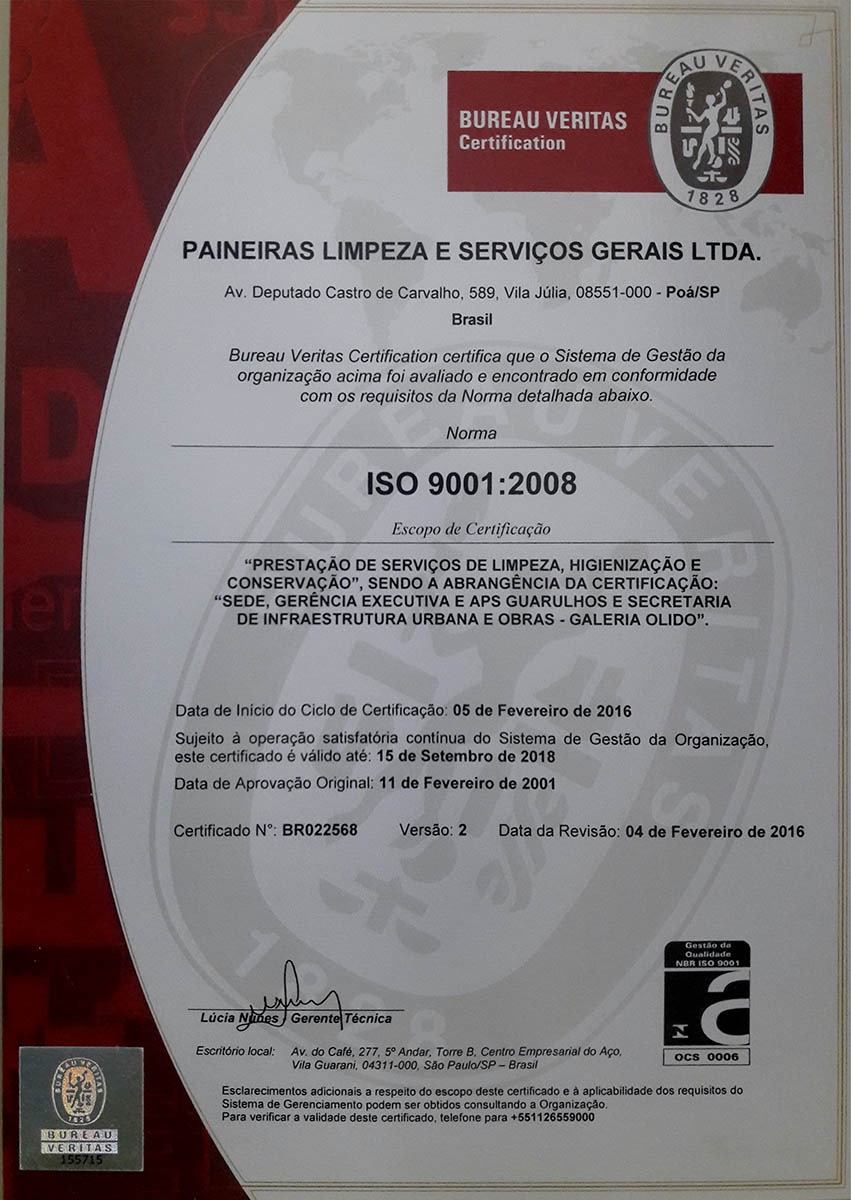 BUREAU VERITAS
Certification
BUREAU VERITAS
1828
PAINEIRAS LIMPEZA E SERVIÇOS GERAIS LTDA.
Av. Deputado Castro de Carvalho, 589, Vila Júlia, 08551-000 - Poá/SP
Brasil
Bureau Veritas Certification certifica que o Sistema de Gestão da
organização acima foi avaliado e encontrado em conformidade
com os requisitos da Norma detalhada abaixo.
Norma
ISO 9001:2008
Escopo de Certificação
“PRESTAÇÃO DE SERVIÇOS DE LIMPEZA, HIGIENIZAÇÃO E
CONSERVAÇÃO”, SENDO A ABRANGÊNCIA DA CERTIFICAÇÃO:
“SEDE, GERÊNCIA EXECUTIVA E APS GUARULHOS E SECRETARIA
DE INFRAESTRUTURA URBANA E OBRAS - GALERIA OLIDO”.
Data de Início do Ciclo de Certificação: 05 de Fevereiro de 2016
Sujeito à operação satisfatória contínua do Sistema de Gestão da Organização,
este certificado é válido até: 15 de Setembro de 2018
Data de Aprovação Original: 11 de Fevereiro de 2001
Certificado N°: BR022568 Versão: 2 Data da Revisão: 04 de Fevereiro de 2016
Gestão da
Qualidade
NBR ISO 9001
OCS 0006
Lúcia Nunes / Gerente Técnica
Escritório local: Av. do Café, 277, 5º Andar, Torre B, Centro Empresarial do Aço,
Vila Guarani, 04311-000, São Paulo/SP – Brasil
Esclarecimentos adicionais a respeito do escopo deste certificado e à aplicabilidade dos requisitos do
Sistema de Gerenciamento podem ser obtidos consultando a Organização.
Para verificar a validade deste certificado, telefone para +551126559000
BUREAU VERITAS
1828
BUREAU
VERITAS
155715